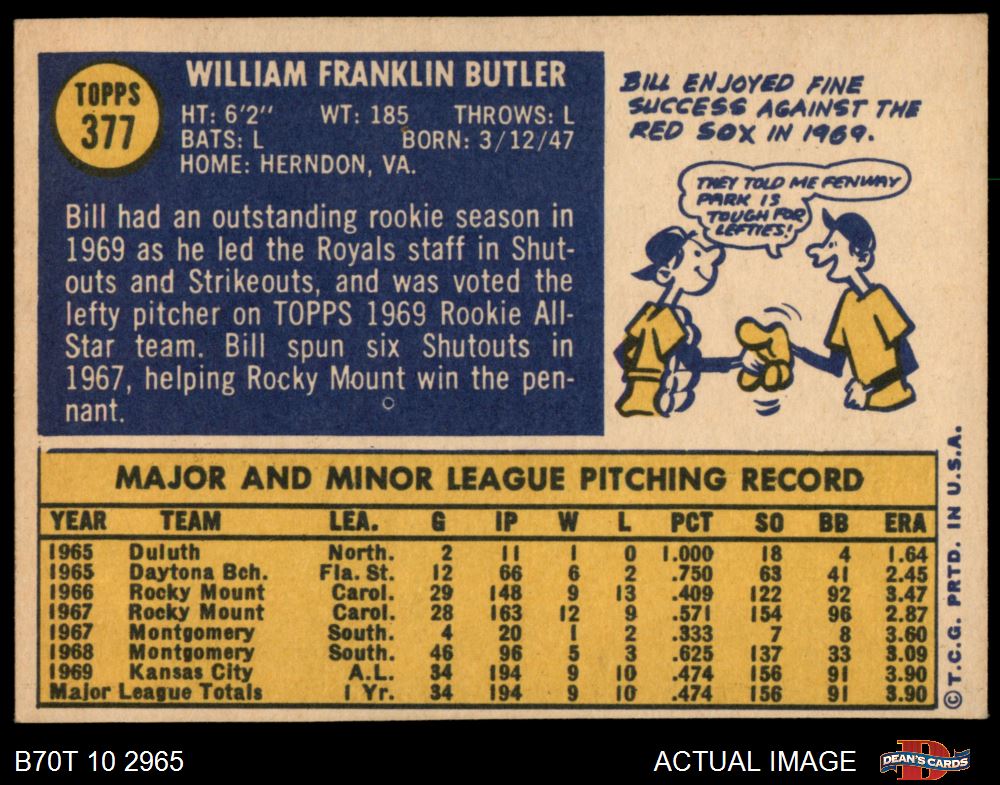 TOPPS
377
WILLIAM FRANKLIN BUTLER
HT: 6'2" WT: 185 THROWS: L
BATS: L BORN: 3/12/47
HOME: HERNDON, VA.
Bill had an outstanding rookie season in
1969 as he led the Royals staff in Shut-
outs and Strikeouts, and was voted the
lefty pitcher on TOPPS 1969 Rookie All-
Star team. Bill spun six Shutouts in
1967, helping Rocky Mount win the pen-
nant.
BILL ENJOYED FINE
SUCCESS AGAINST THE
RED SOX IN 1969.
THEY TOLD ME FENWAY
PARK IS
TOUGH FOR
LEFTIES!
MAJOR AND MINOR LEAGUE PITCHING RECORD
YEAR TEAM LEA. G IP W L PCT SO BB ERA
1965 Duluth North. 2 11 1 0 1.000 18 4 1.64
1965 Daytona Bch. Fla. St. 12 66 6 2 .750 63 41 2.45
1966 Rocky Mount Carol. 29 148 9 13 .409 122 92 3.47
1967 Rocky Mount Carol. 28 163 12 9 .571 154 96 2.87
1967 Montgomery South. 4 20 1 2 .333 7 8 3.60
1968 Montgomery South. 46 96 5 3 .625 137 33 3.09
1969 Kansas City A.L. 34 194 9 10 .474 156 91 3.90
Major League Totals 1 Yr. 34 194 9 10 .474 156 91 3.90
© T.C.G. PRTD. IN U.S.A.
B70T 10 2965
ACTUAL IMAGE
D
DEAN'S CARDS